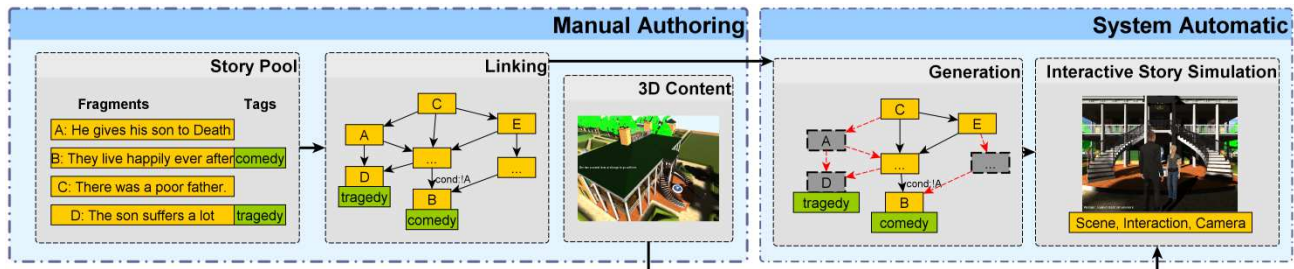 Manual Authoring
System Automatic
Story Pool
Fragments
Tags
A: He gives his son to Death
B: They live happily ever after
comedy
C: There was a poor father.
D: The son suffers a lot
tragedy
Linking
C
A
E
...
...
D
tragedy
cond:!A
B
comedy
3D Content
Generation
C
A
E
...
...
D
tragedy
cond:!A
B
comedy
Interactive Story Simulation
Scene, Interaction, Camera